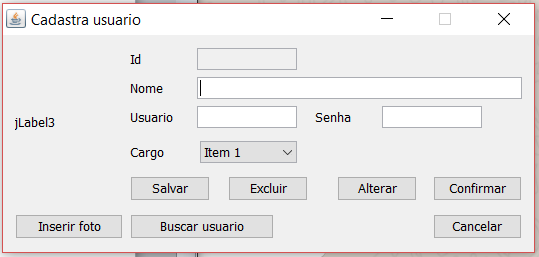 Cadastra usuario
Id
Nome
jLabel3
Usuario Senha
Cargo Item 1
Salvar Excluir Alterar Confirmar
Inserir foto Buscar usuario Cancelar